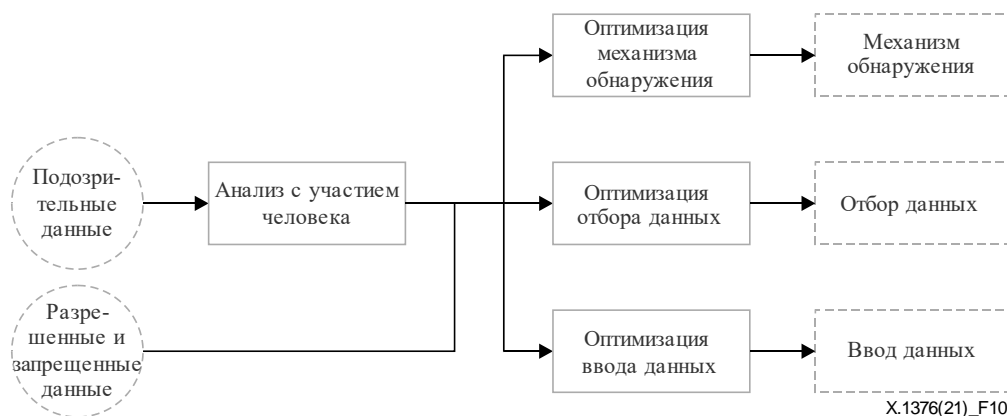 Оптимизация
механизма
обнаружения
Механизм
обнаружения
Подозри-
тельные
данные
Анализ с участием
человека
Оптимизация
отбора данных
Отбор данных
Разре-
шенные и
запрещенные
данные
Оптимизация
ввода данных
Ввод данных
X.1376(21)_F10